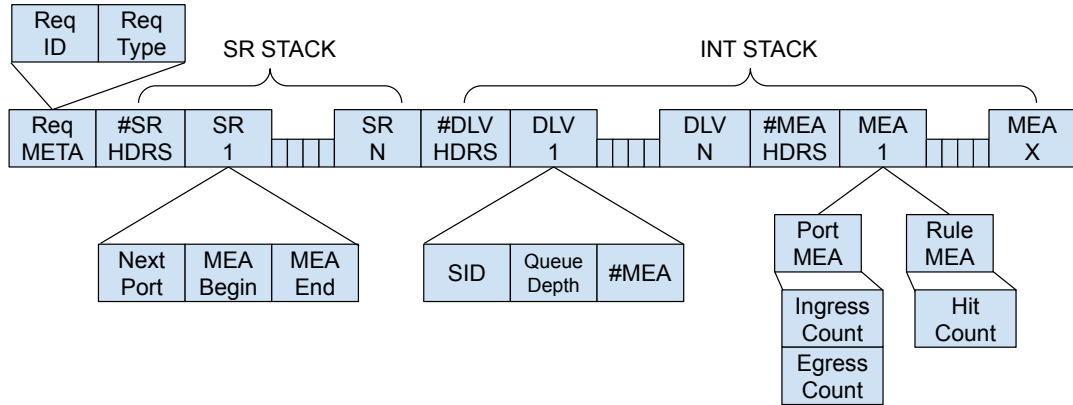 Req ID
Req Type
SR STACK
INT STACK
Req META
#SR HDRS
SR 1
SR N
#DLV HDRS
DLV 1
DLV N
#MEA HDRS
MEA 1
MEA X
Next Port
MEA Begin
MEA End
SID
Queue Depth
#MEA
Port MEA
Rule MEA
Ingress Count
Hit Count
Egress Count